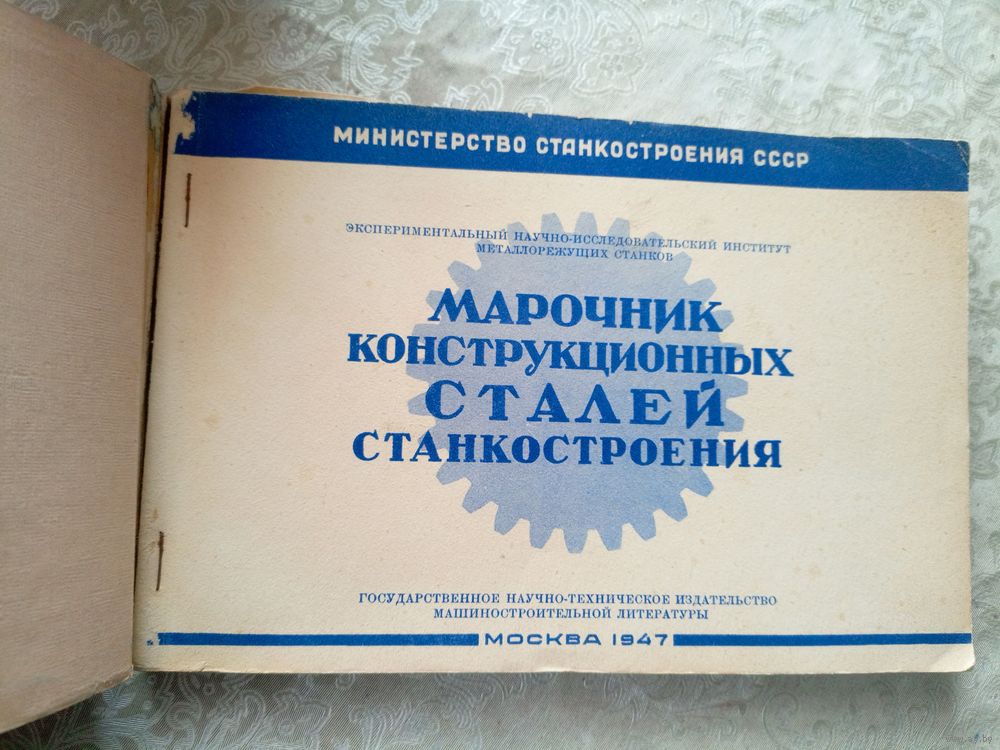 МИНИСТЕРСТВО СТАНКОСТРОЕНИЯ СССР
ЭКСПЕРИМЕНТАЛЬНЫЙ НАУЧНО-ИССЛЕДОВАТЕЛЬСКИЙ ИНСТИТУТ
МЕТАЛЛОРЕЖУЩИХ СТАНКОВ
МАРОЧНИК
КОНСТРУКЦИОННЫХ
СТАЛЕЙ
СТАНКОСТРОЕНИЯ
ГОСУДАРСТВЕННОЕ НАУЧНО-ТЕХНИЧЕСКОЕ ИЗДАТЕЛЬСТВО
МАШИНОСТРОИТЕЛЬНОЙ ЛИТЕРАТУРЫ
МОСКВА 1947